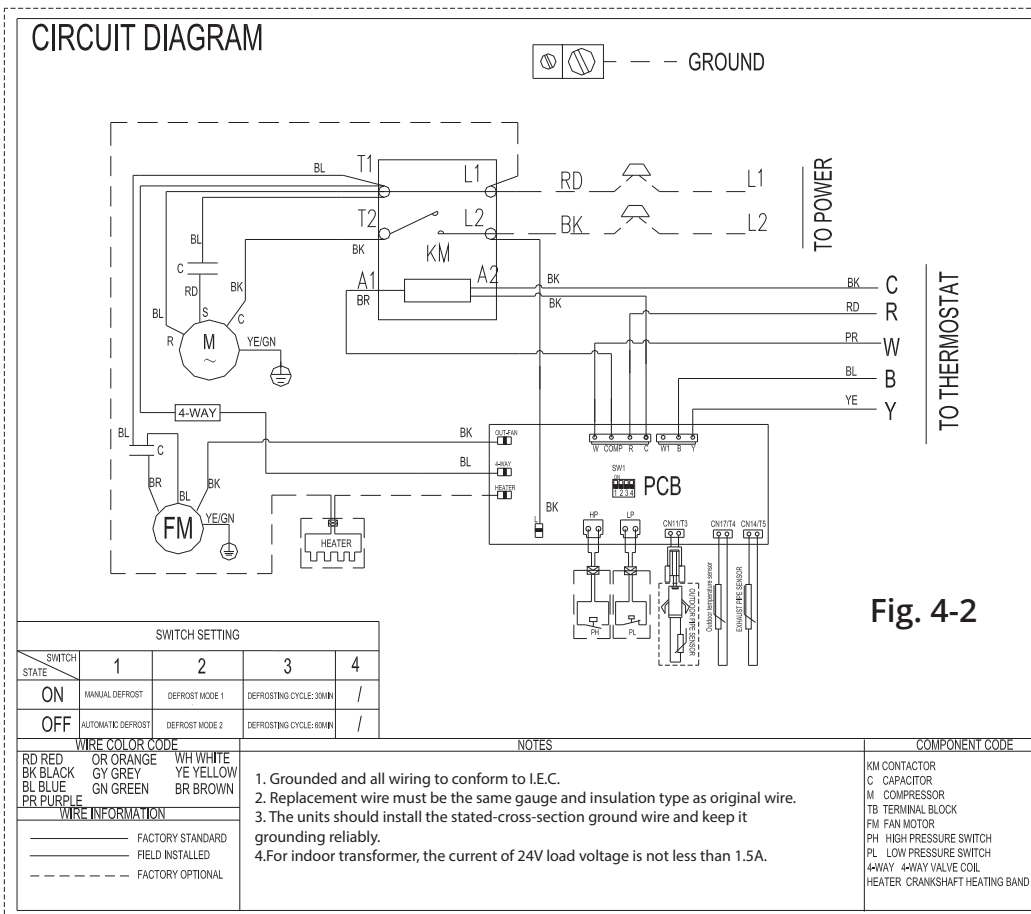 CIRCUIT DIAGRAM
GROUND
T1
L1
RD
L1
BL
T2
L2
BK
L2
TO POWER
BK
KM
BL
C
RD
BK
A1
A2
BK
BK
C
BR
BK
RD
R
BL
S
C
R
M
~
YE/GN
PR
W
BL
B
YE
Y
TO THERMOSTAT
4-WAY
BL
C
BK
OUT-FAN
W COMP R C
W1 B Y
BL
4-WAY
SW1
ON
1 2 3 4
PCB
BR
BL
BK
HEATER
BK
L
FM
YE/GN
HEATER
HP
LP
CN11/T3
CN17/T4
CN14/T5
PH
PL
OUTDOOR PIPE SENSOR
Outdoor temperature sensor
EXHAUST PIPE SENSOR
Fig. 4-2
SWITCH SETTING
SWITCH
STATE
1 2 3 4
ON MANUAL DEFROST DEFROST MODE 1 DEFROSTING CYCLE: 30MIN /
OFF AUTOMATIC DEFROST DEFROST MODE 2 DEFROSTING CYCLE: 60MIN /
WIRE COLOR CODE
RD RED OR ORANGE WH WHITE
BK BLACK GY GREY YE YELLOW
BL BLUE GN GREEN BR BROWN
PR PURPLE
WIRE INFORMATION
FACTORY STANDARD
FIELD INSTALLED
FACTORY OPTIONAL
NOTES
1. Grounded and all wiring to conform to I.E.C.
2. Replacement wire must be the same gauge and insulation type as original wire.
3. The units should install the stated-cross-section ground wire and keep it
grounding reliably.
4.For indoor transformer, the current of 24V load voltage is not less than 1.5A.
COMPONENT CODE
KM CONTACTOR
C CAPACITOR
M COMPRESSOR
TB TERMINAL BLOCK
FM FAN MOTOR
PH HIGH PRESSURE SWITCH
PL LOW PRESSURE SWITCH
4-WAY 4-WAY VALVE COIL
HEATER CRANKSHAFT HEATING BAND